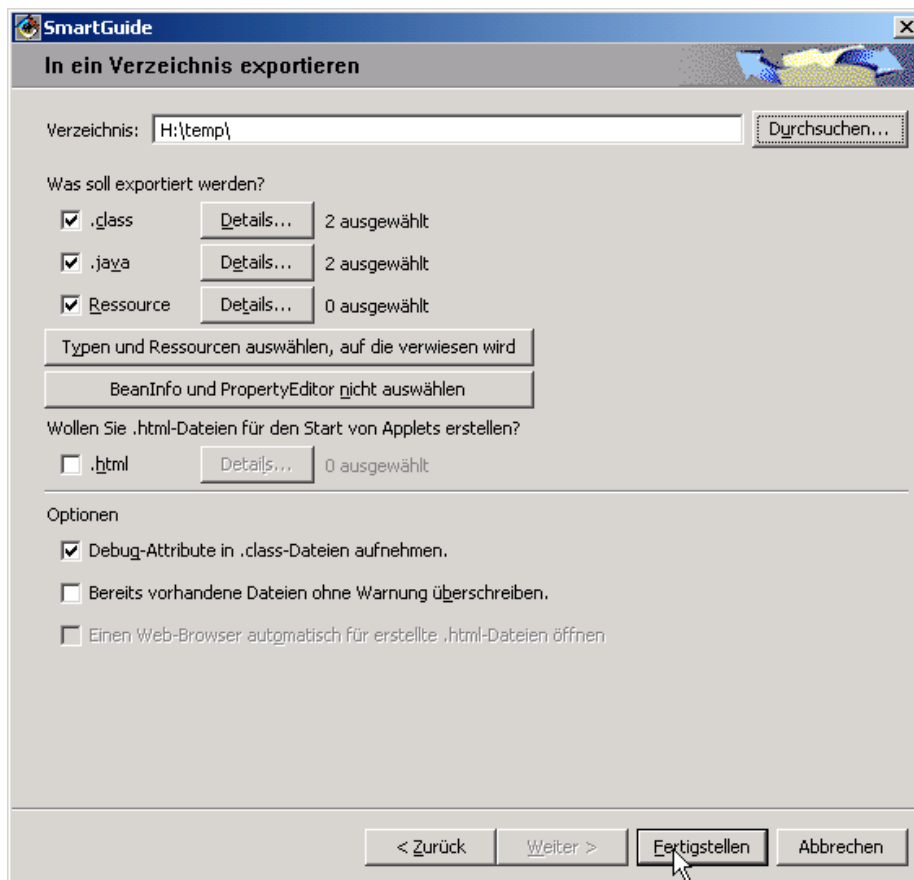 SmartGuide
In ein Verzeichnis exportieren
Verzeichnis: H:\temp\ Durchsuchen...
Was soll exportiert werden?
.class Details... 2 ausgewählt
.java Details... 2 ausgewählt
Ressource Details... 0 ausgewählt
Typen und Ressourcen auswählen, auf die verwiesen wird
BeanInfo und PropertyEditor nicht auswählen
Wollen Sie .html-Dateien für den Start von Applets erstellen?
.html Details... 0 ausgewählt
Optionen
Debug-Attribute in .class-Dateien aufnehmen.
Bereits vorhandene Dateien ohne Warnung überschreiben.
Einen Web-Browser automatisch für erstellte .html-Dateien öffnen
< Zurück Weiter > Fertigstellen Abbrechen